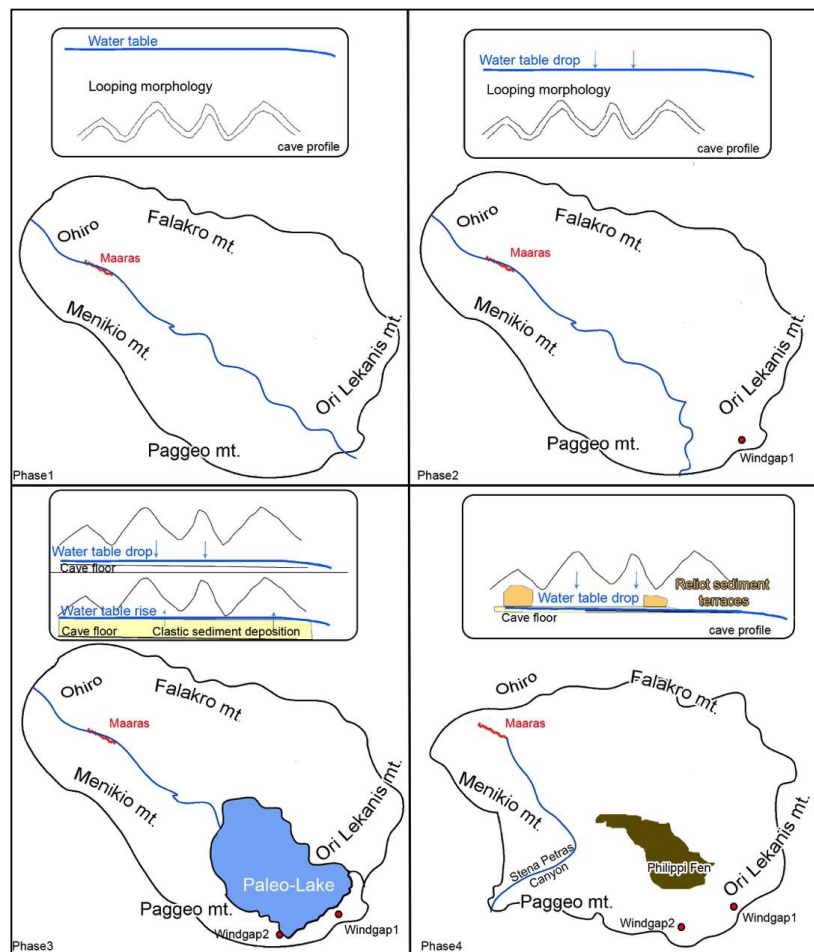 Water table
Looping morphology
cave profile
Ohiro
Falakro mt.
Maaras
Menikio mt.
Ori Lekanis mt.
Paggeo mt.
Phase1
Water table drop
Looping morphology
cave profile
Ohiro
Falakro mt.
Maaras
Menikio mt.
Ori Lekanis mt.
Paggeo mt.
Windgap1
Phase2
Water table drop
Cave floor
Water table rise
Cave floor
Clastic sediment deposition
Ohiro
Falakro mt.
Maaras
Menikio mt.
Ori Lekanis mt.
Paleo-Lake
Paggeo mt.
Windgap2
Windgap1
Phase3
Relict sediment
terraces
Water table drop
Cave floor
cave profile
Ohiro
Falakro mt.
Maaras
Menikio mt.
Stena Petras
Canyon
Philippi Fen
Ori Lekanis mt.
Paggeo mt.
Windgap2
Windgap1
Phase4